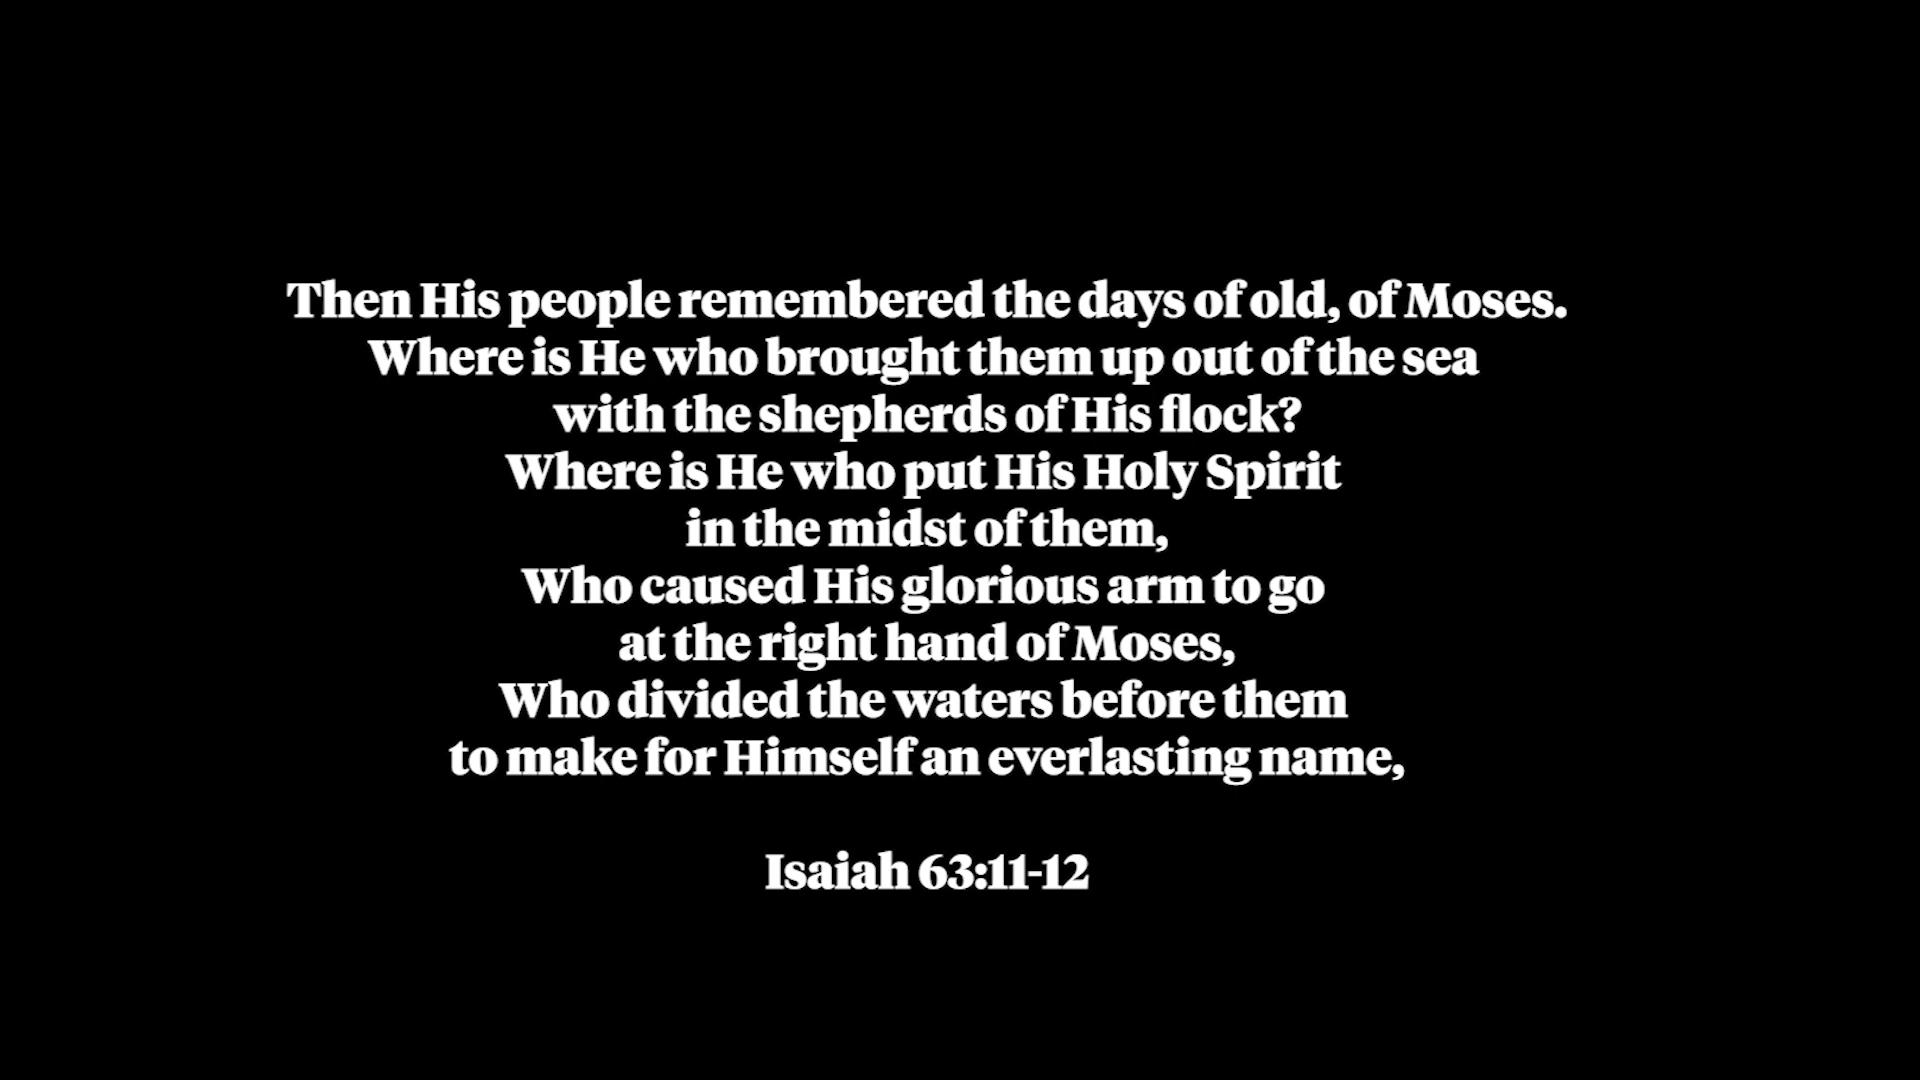 Then His people remembered the days of old, of Moses.
Where is He who brought them up out of the sea
with the shepherds of His flock?
Where is He who put His Holy Spirit
in the midst of them,
Who caused His glorious arm to go
at the right hand of Moses,
Who divided the waters before them
to make for Himself an everlasting name,
Isaiah 63:11-12